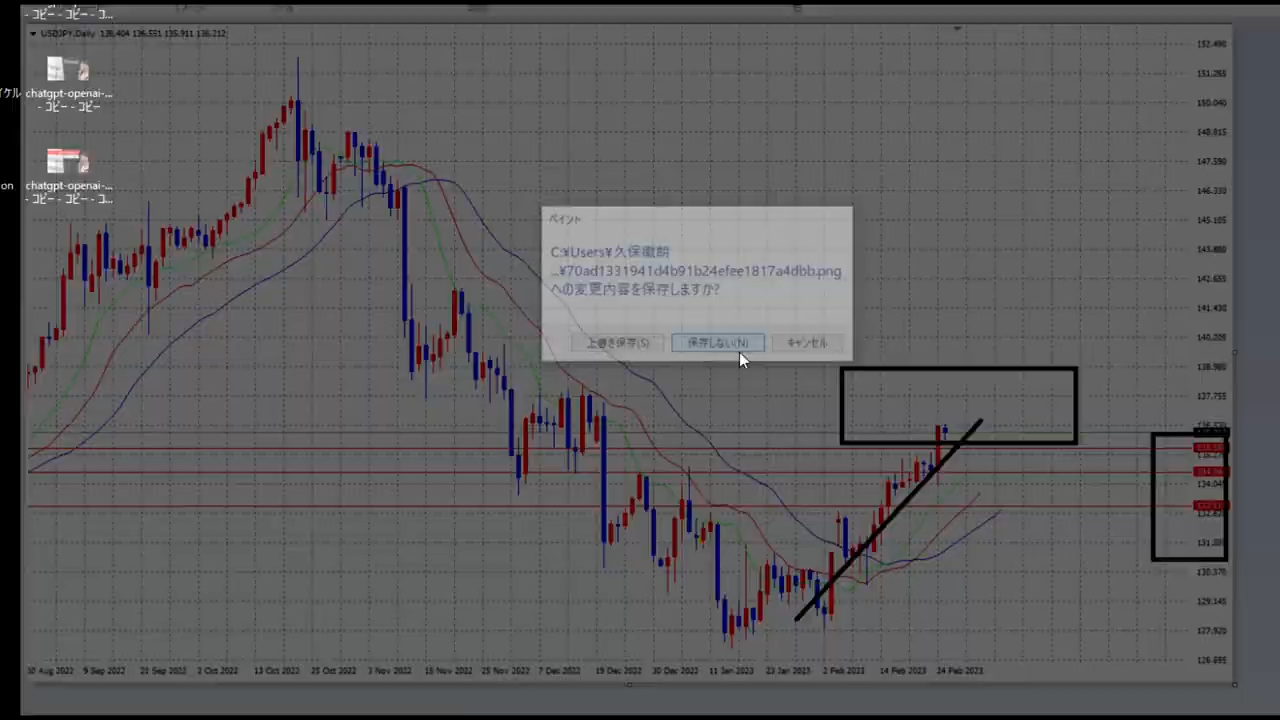 - コピー - コピー - コ...
USDJPY.Daily 136.404 136.551 135.911 136.212
152.490
151.265
chatgpt-openai-...
- コピー - コピー
150.040
148.815
147.590
on
chatgpt-openai-...
- コピー - コピー - コ...
146.330
145.105
ペイント
C:¥Users¥久保徹朗
...¥70ad1331941d4b91b24efee1817a4dbb.png
への変更内容を保存しますか?
142.655
141.430
140.205
上書き保存(S) 保存しない(N) キャンセル
138.980
137.755
134.045
130.370
129.145
127.920
126.695
30 Aug 2022 9 Sep 2022 21 Sep 2022 3 Oct 2022 13 Oct 2022 25 Oct 2022 3 Nov 2022 15 Nov 2022 25 Nov 2022 7 Dec 2022 19 Dec 2022 30 Dec 2022 11 Jan 2023 23 Jan 2023 2 Feb 2023 14 Feb 2023 24 Feb 2023